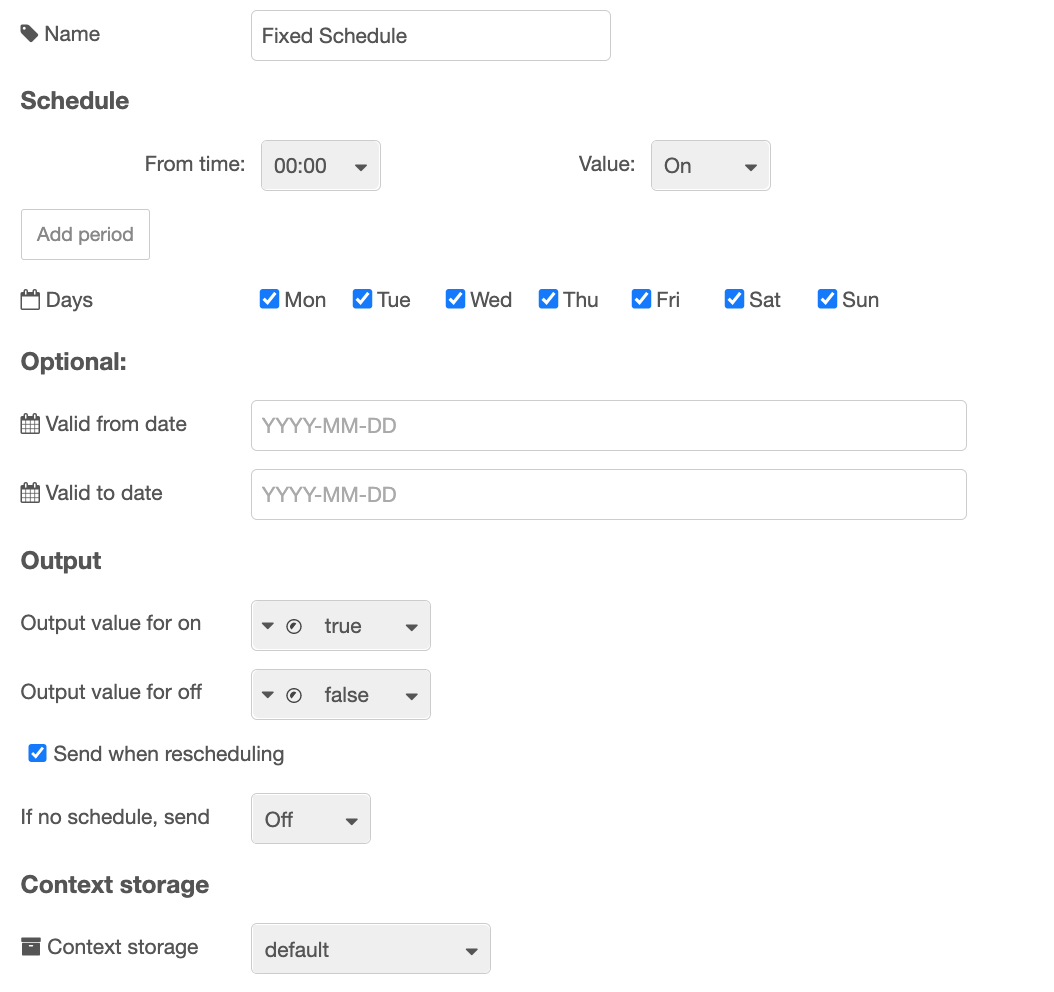 Name Fixed Schedule
Schedule
From time: 00:00 Value: On
Add period
Days Mon Tue Wed Thu Fri Sat Sun
Optional:
Valid from date YYYY-MM-DD
Valid to date YYYY-MM-DD
Output
Output value for on true
Output value for off false
Send when rescheduling
If no schedule, send Off
Context storage
Context storage default